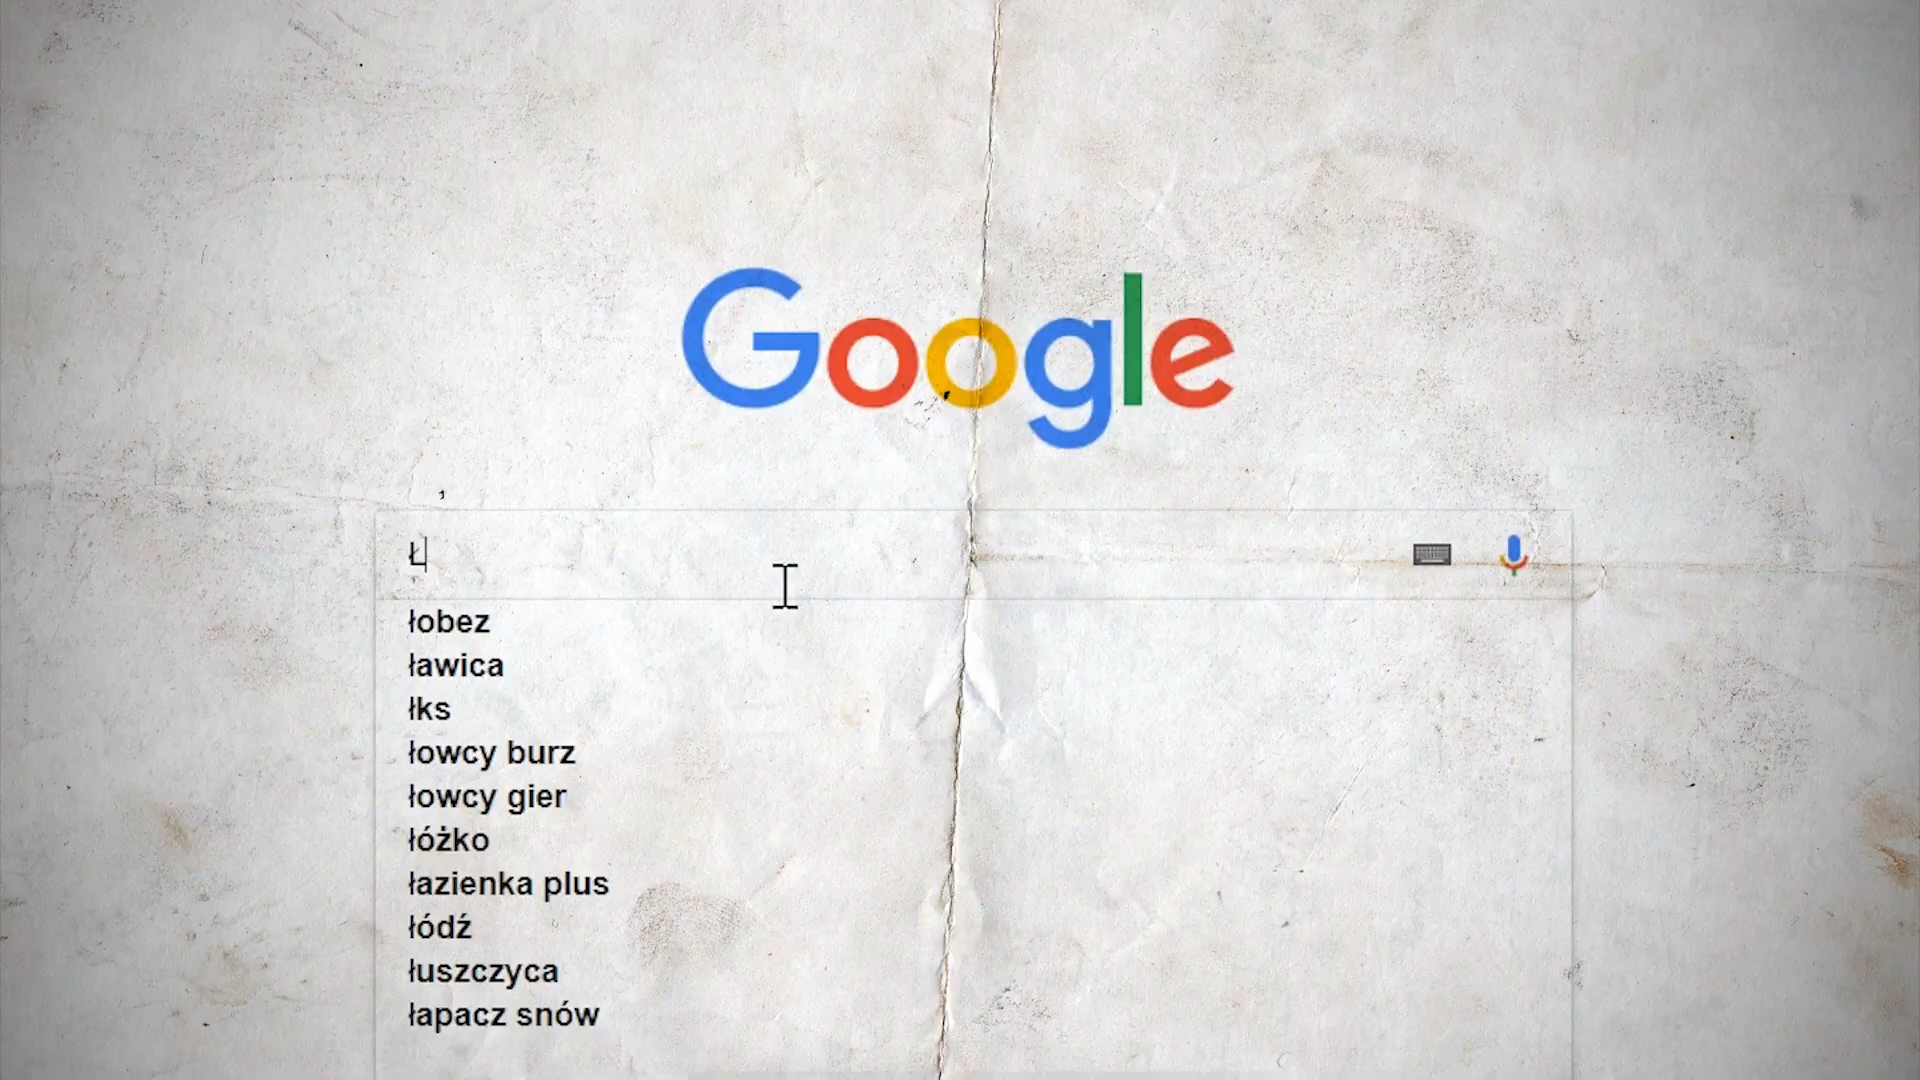 Google
Ł
łobez
ławica
łks
łowcy burz
łowcy gier
łóżko
łazienka plus
łódź
łuszczyca
łapacz snów